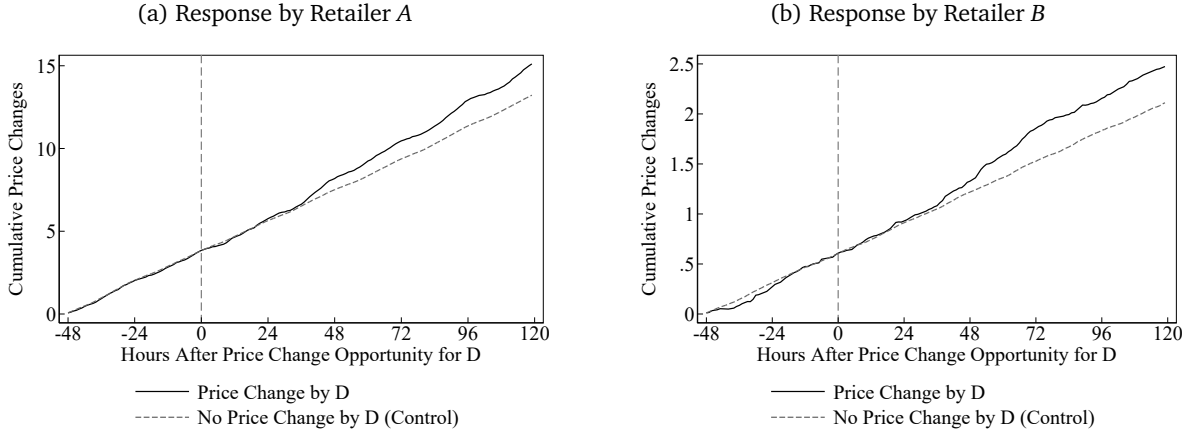 (a) Response by Retailer A
Cumulative Price Changes
15
10
5
0
-48 -24 0 24 48 72 96 120
Hours After Price Change Opportunity for D
Price Change by D
No Price Change by D (Control)
(b) Response by Retailer B
Cumulative Price Changes
2.5
2
1.5
1
.5
0
-48 -24 0 24 48 72 96 120
Hours After Price Change Opportunity for D
Price Change by D
No Price Change by D (Control)